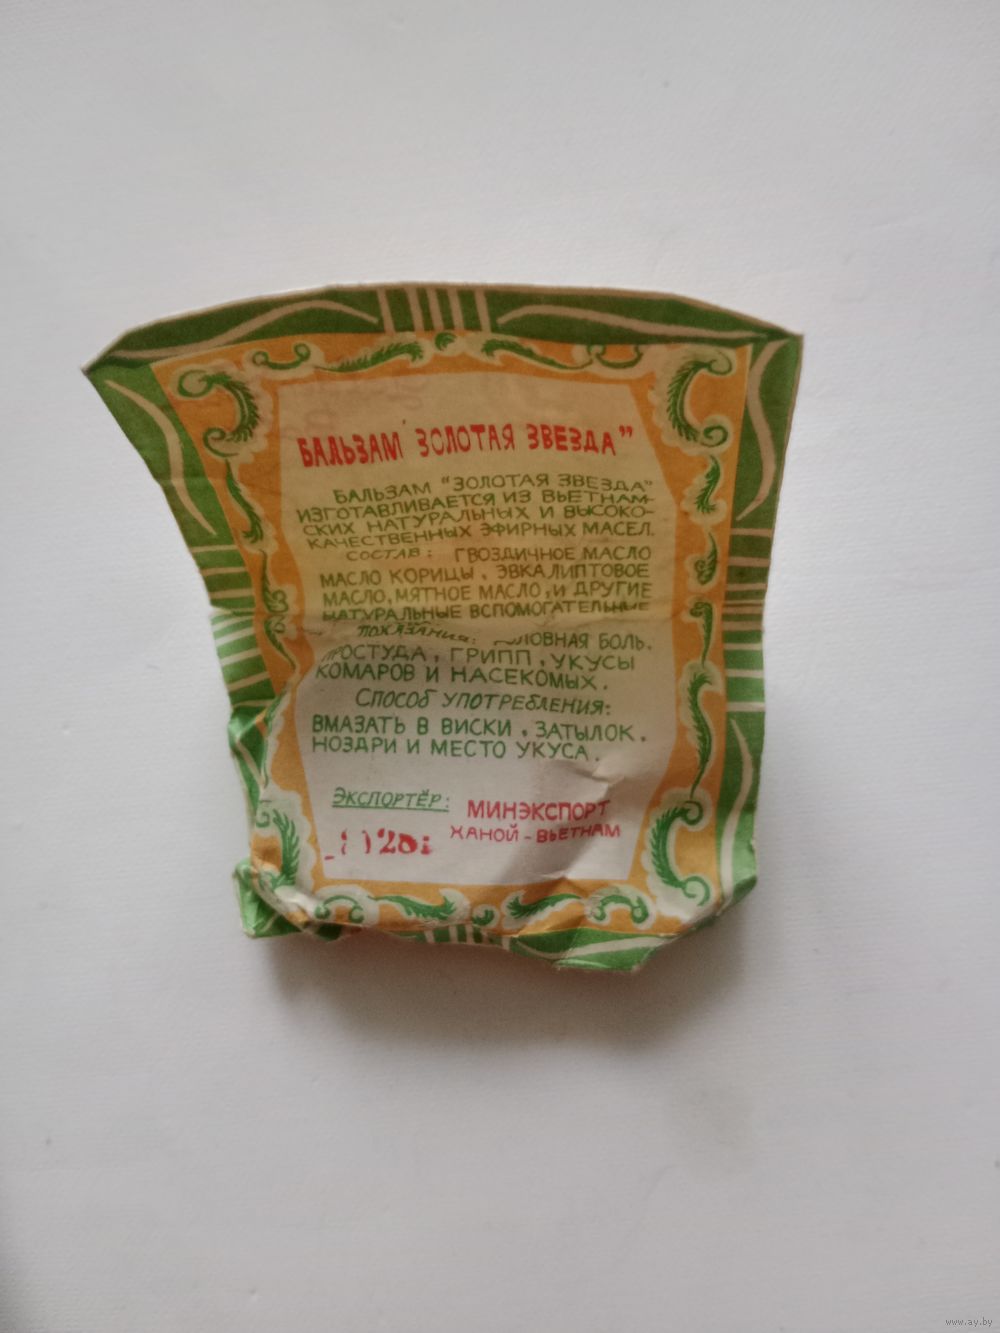 БАЛЬЗАМ "ЗОЛОТАЯ ЗВЕЗДА"
БАЛЬЗАМ "ЗОЛОТАЯ ЗВЕЗДА"
ИЗГОТАВЛИВАЕТСЯ ИЗ ВЬЕТНАМ-
СКИХ НАТУРАЛЬНЫХ И ВЫСОКО-
КАЧЕСТВЕННЫХ ЭФИРНЫХ МАСЕЛ.
СОСТАВ: ГВОЗДИЧНОЕ МАСЛО
МАСЛО КОРИЦЫ, ЭВКАЛИПТОВОЕ
МАСЛО, МЯТНОЕ МАСЛО, И ДРУГИЕ
НАТУРАЛЬНЫЕ ВСПОМОГАТЕЛЬНЫЕ
ПОКАЗАНИЯ: БОЛЬ,
ПРОСТУДА, ГРИПП, УКУСЫ
КОМАРОВ И НАСЕКОМЫХ.
СПОСОБ УПОТРЕБЛЕНИЯ:
ВМАЗАТЬ В ВИСКИ, ЗАТЫЛОК,
НОЗДРИ И МЕСТО УКУСА.
ЭКСПОРТЁР: МИНЭКСПОРТ
ХАНОЙ - ВЬЕТНАМ
www.ay.by